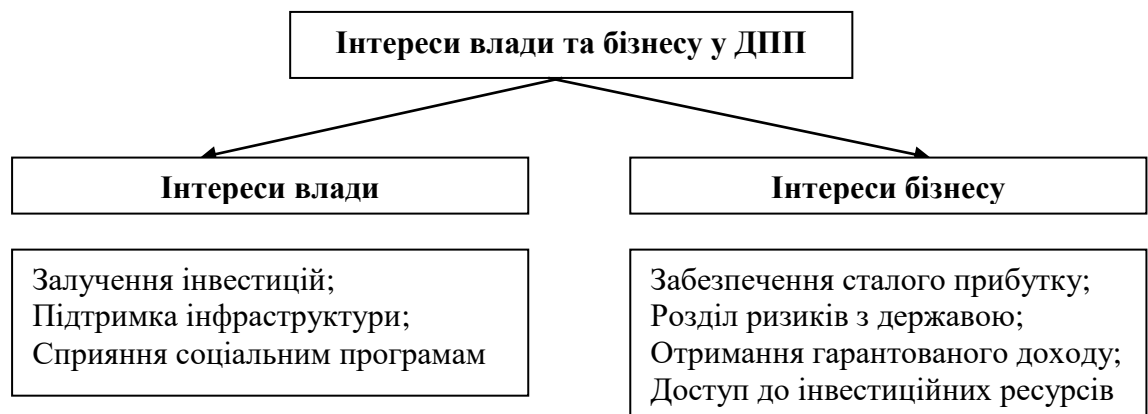 Інтереси влади та бізнесу у ДПП
Інтереси влади
Інтереси бізнесу
Залучення інвестицій;
Підтримка інфраструктури;
Сприяння соціальним програмам
Забезпечення сталого прибутку;
Розділ ризиків з державою;
Отримання гарантованого доходу;
Доступ до інвестиційних ресурсів